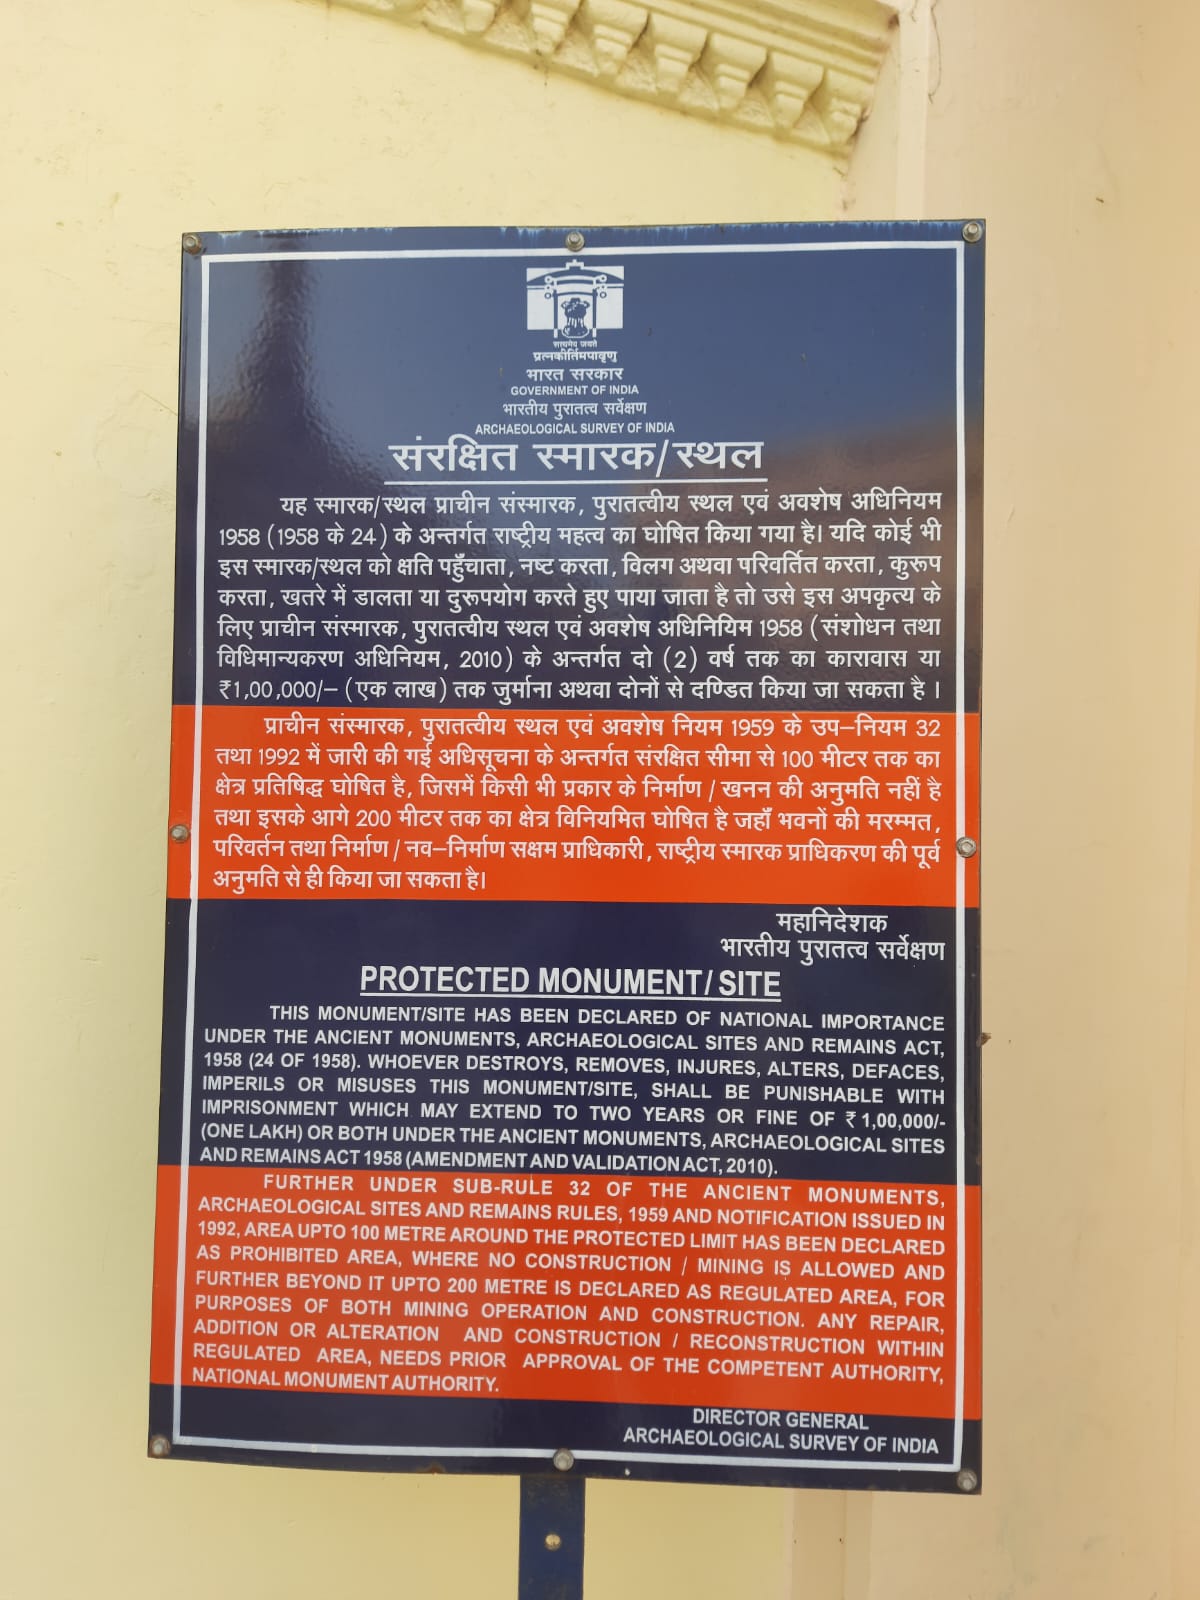 सत्यमेव जयते
प्रत्नकीर्तिमपावृणु
भारत सरकार
GOVERNMENT OF INDIA
भारतीय पुरातत्व सर्वेक्षण
ARCHAEOLOGICAL SURVEY OF INDIA
संरक्षित स्मारक/स्थल
यह स्मारक/स्थल प्राचीन संस्मारक, पुरातत्वीय स्थल एवं अवशेष अधिनियम
1958 (1958 के 24) के अन्तर्गत राष्ट्रीय महत्व का घोषित किया गया है। यदि कोई भी
इस स्मारक/स्थल को क्षति पहुँचाता, नष्ट करता, विलग अथवा परिवर्तित करता, कुरूप
करता, खतरे में डालता या दुरूपयोग करते हुए पाया जाता है तो उसे इस अपकृत्य के
लिए प्राचीन संस्मारक, पुरातत्वीय स्थल एवं अवशेष अधिनियिम 1958 (संशोधन तथा
विधिमान्यकरण अधिनियम, 2010) के अन्तर्गत दो (2) वर्ष तक का कारावास या
₹1,00,000/– (एक लाख) तक जुर्माना अथवा दोनों से दण्डित किया जा सकता है ।
प्राचीन संस्मारक, पुरातत्वीय स्थल एवं अवशेष नियम 1959 के उप–नियम 32
तथा 1992 में जारी की गई अधिसूचना के अन्तर्गत संरक्षित सीमा से 100 मीटर तक का
क्षेत्र प्रतिषिद्ध घोषित है, जिसमें किसी भी प्रकार के निर्माण / खनन की अनुमति नहीं है
तथा इसके आगे 200 मीटर तक का क्षेत्र विनियमित घोषित है जहाँ भवनों की मरम्मत,
परिवर्तन तथा निर्माण / नव–निर्माण सक्षम प्राधिकारी, राष्ट्रीय स्मारक प्राधिकरण की पूर्व
अनुमति से ही किया जा सकता है।
महानिदेशक
भारतीय पुरातत्व सर्वेक्षण
PROTECTED MONUMENT/ SITE
THIS MONUMENT/SITE HAS BEEN DECLARED OF NATIONAL IMPORTANCE
UNDER THE ANCIENT MONUMENTS, ARCHAEOLOGICAL SITES AND REMAINS ACT,
1958 (24 OF 1958). WHOEVER DESTROYS, REMOVES, INJURES, ALTERS, DEFACES,
IMPERILS OR MISUSES THIS MONUMENT/SITE, SHALL BE PUNISHABLE WITH
IMPRISONMENT WHICH MAY EXTEND TO TWO YEARS OR FINE OF ₹ 1,00,000/-
(ONE LAKH) OR BOTH UNDER THE ANCIENT MONUMENTS, ARCHAEOLOGICAL SITES
AND REMAINS ACT 1958 (AMENDMENT AND VALIDATION ACT, 2010).
FURTHER UNDER SUB-RULE 32 OF THE ANCIENT MONUMENTS,
ARCHAEOLOGICAL SITES AND REMAINS RULES, 1959 AND NOTIFICATION ISSUED IN
1992, AREA UPTO 100 METRE AROUND THE PROTECTED LIMIT HAS BEEN DECLARED
AS PROHIBITED AREA, WHERE NO CONSTRUCTION / MINING IS ALLOWED AND
FURTHER BEYOND IT UPTO 200 METRE IS DECLARED AS REGULATED AREA, FOR
PURPOSES OF BOTH MINING OPERATION AND CONSTRUCTION. ANY REPAIR,
ADDITION OR ALTERATION AND CONSTRUCTION / RECONSTRUCTION WITHIN
REGULATED AREA, NEEDS PRIOR APPROVAL OF THE COMPETENT AUTHORITY,
NATIONAL MONUMENT AUTHORITY.
DIRECTOR GENERAL
ARCHAEOLOGICAL SURVEY OF INDIA